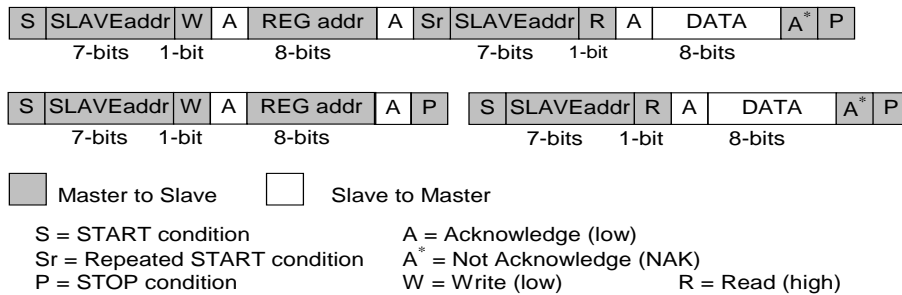 S SLAVEaddr W A REG addr A Sr SLAVEaddr R A DATA A* P
7-bits 1-bit 8-bits 7-bits 1-bit 8-bits
S SLAVEaddr W A REG addr A P S SLAVEaddr R A DATA A* P
7-bits 1-bit 8-bits 7-bits 1-bit 8-bits
Master to Slave Slave to Master
S = START condition A = Acknowledge (low)
Sr = Repeated START condition A* = Not Acknowledge (NAK)
P = STOP condition W = Write (low) R = Read (high)